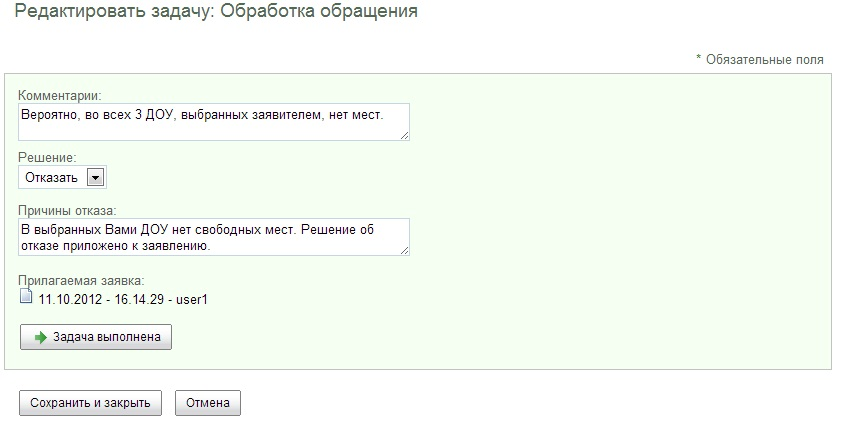 Редактировать задачу: Обработка обращения
* Обязательные поля
Комментарии:
Вероятно, во всех 3 ДОУ, выбранных заявителем, нет мест.
Решение:
Отказать
Причины отказа:
В выбранных Вами ДОУ нет свободных мест. Решение об
отказе приложено к заявлению.
Прилагаемая заявка:
11.10.2012 - 16.14.29 - user1
Задача выполнена
Сохранить и закрыть Отмена